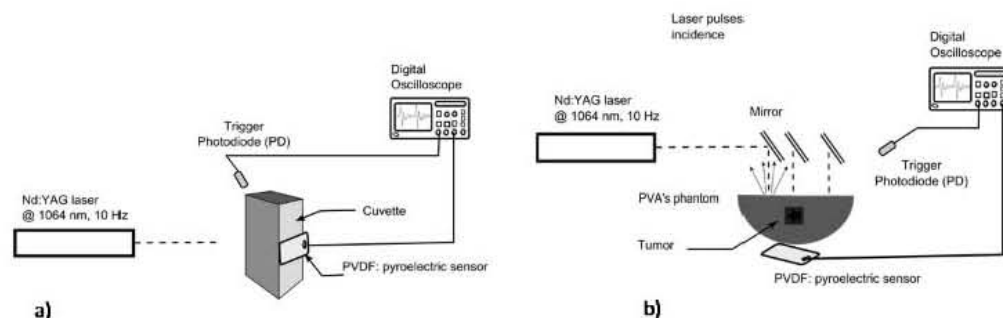 Digital
Oscilloscope
Trigger
Photodiode (PD)
Nd:YAG laser
@ 1064 nm, 10 Hz
Cuvette
PVDF: pyroelectric sensor
a)
Laser pulses
incidence
Digital
Oscilloscope
Nd:YAG laser
@ 1064 nm, 10 Hz
Mirror
Trigger
Photodiode (PD)
PVA's phantom
Tumor
PVDF: pyroelectric sensor
b)